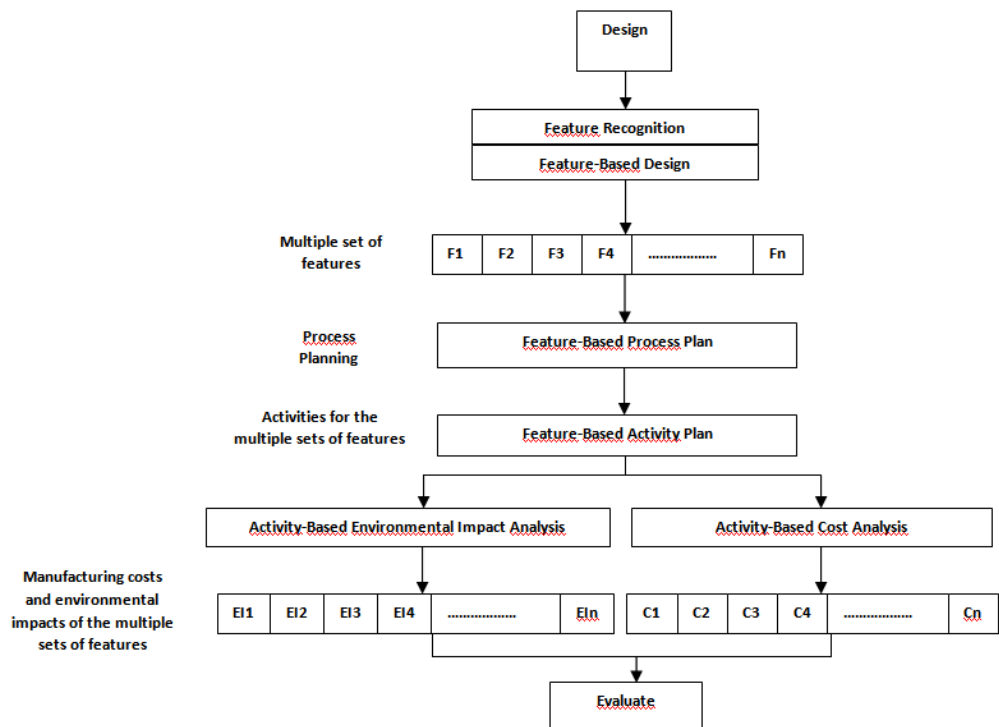 Design
Feature Recognition
Feature-Based Design
Multiple set of
features
F1 F2 F3 F4 .................. Fn
Process
Planning
Feature-Based Process Plan
Activities for the
multiple sets of features
Feature-Based Activity Plan
Activity-Based Environmental Impact Analysis
Activity-Based Cost Analysis
Manufacturing costs
and environmental
impacts of the multiple
sets of features
EI1 EI2 EI3 EI4 .................. EIn
C1 C2 C3 C4 .................. Cn
Evaluate